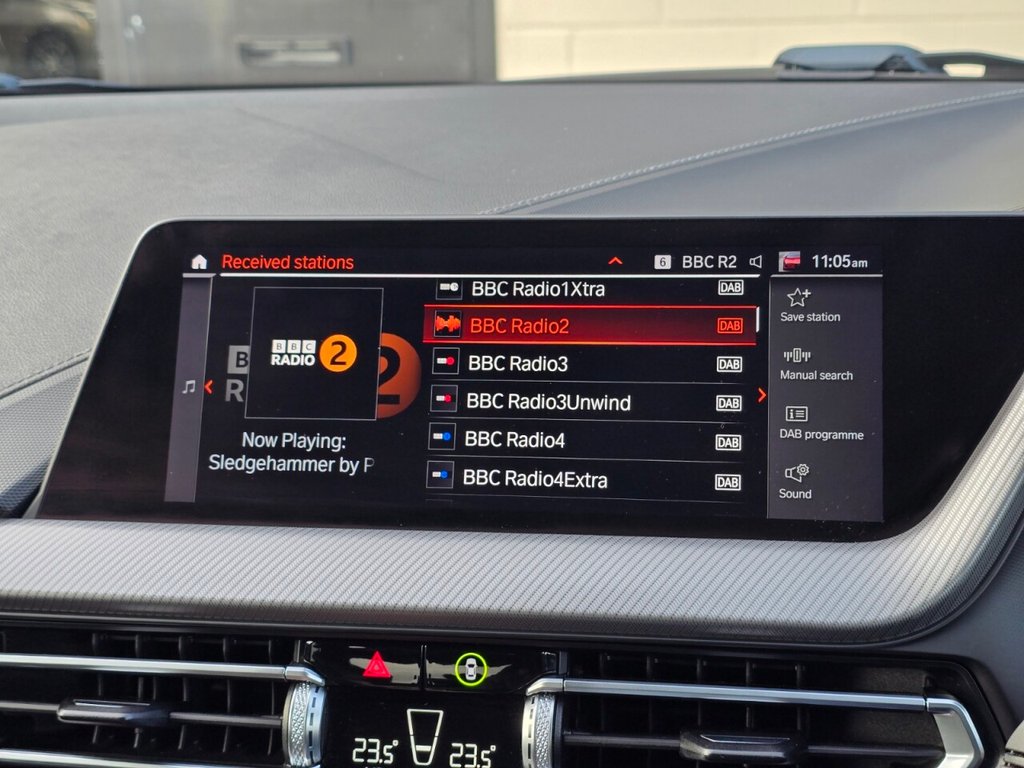 Received stations
6 BBC R2 11:05am
BBC
RADIO 2
Now Playing:
Sledgehammer by P
BBC Radio1Xtra DAB
BBC Radio2 DAB
BBC Radio3 DAB
BBC Radio3Unwind DAB
BBC Radio4 DAB
BBC Radio4Extra DAB
Save station
Manual search
DAB programme
Sound
23.5° 23.5°